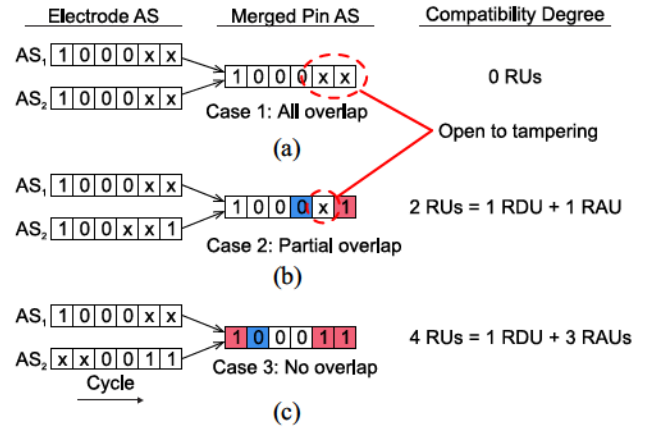 Electrode AS Merged Pin AS Compatibility Degree
AS1 1 0 0 0 x x
1 0 0 0 x x 0 RUs
AS2 1 0 0 0 x x
Case 1: All overlap
Open to tampering
(a)
AS1 1 0 0 0 x x
1 0 0 0 x 1 2 RUs = 1 RDU + 1 RAU
AS2 1 0 0 x x 1
Case 2: Partial overlap
(b)
AS1 1 0 0 0 x x
1 0 0 0 1 1 4 RUs = 1 RDU + 3 RAUs
AS2 x x 0 0 1 1
Case 3: No overlap
Cycle
(c)